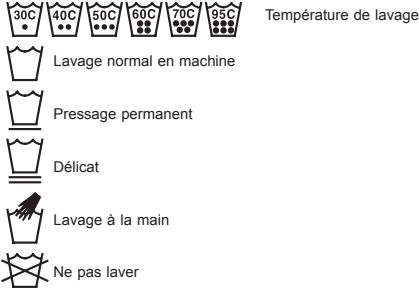 30C 40C 50C 60C 70C 95C Température de lavage
Lavage normal en machine
Pressage permanent
Délicat
Lavage à la main
Ne pas laver